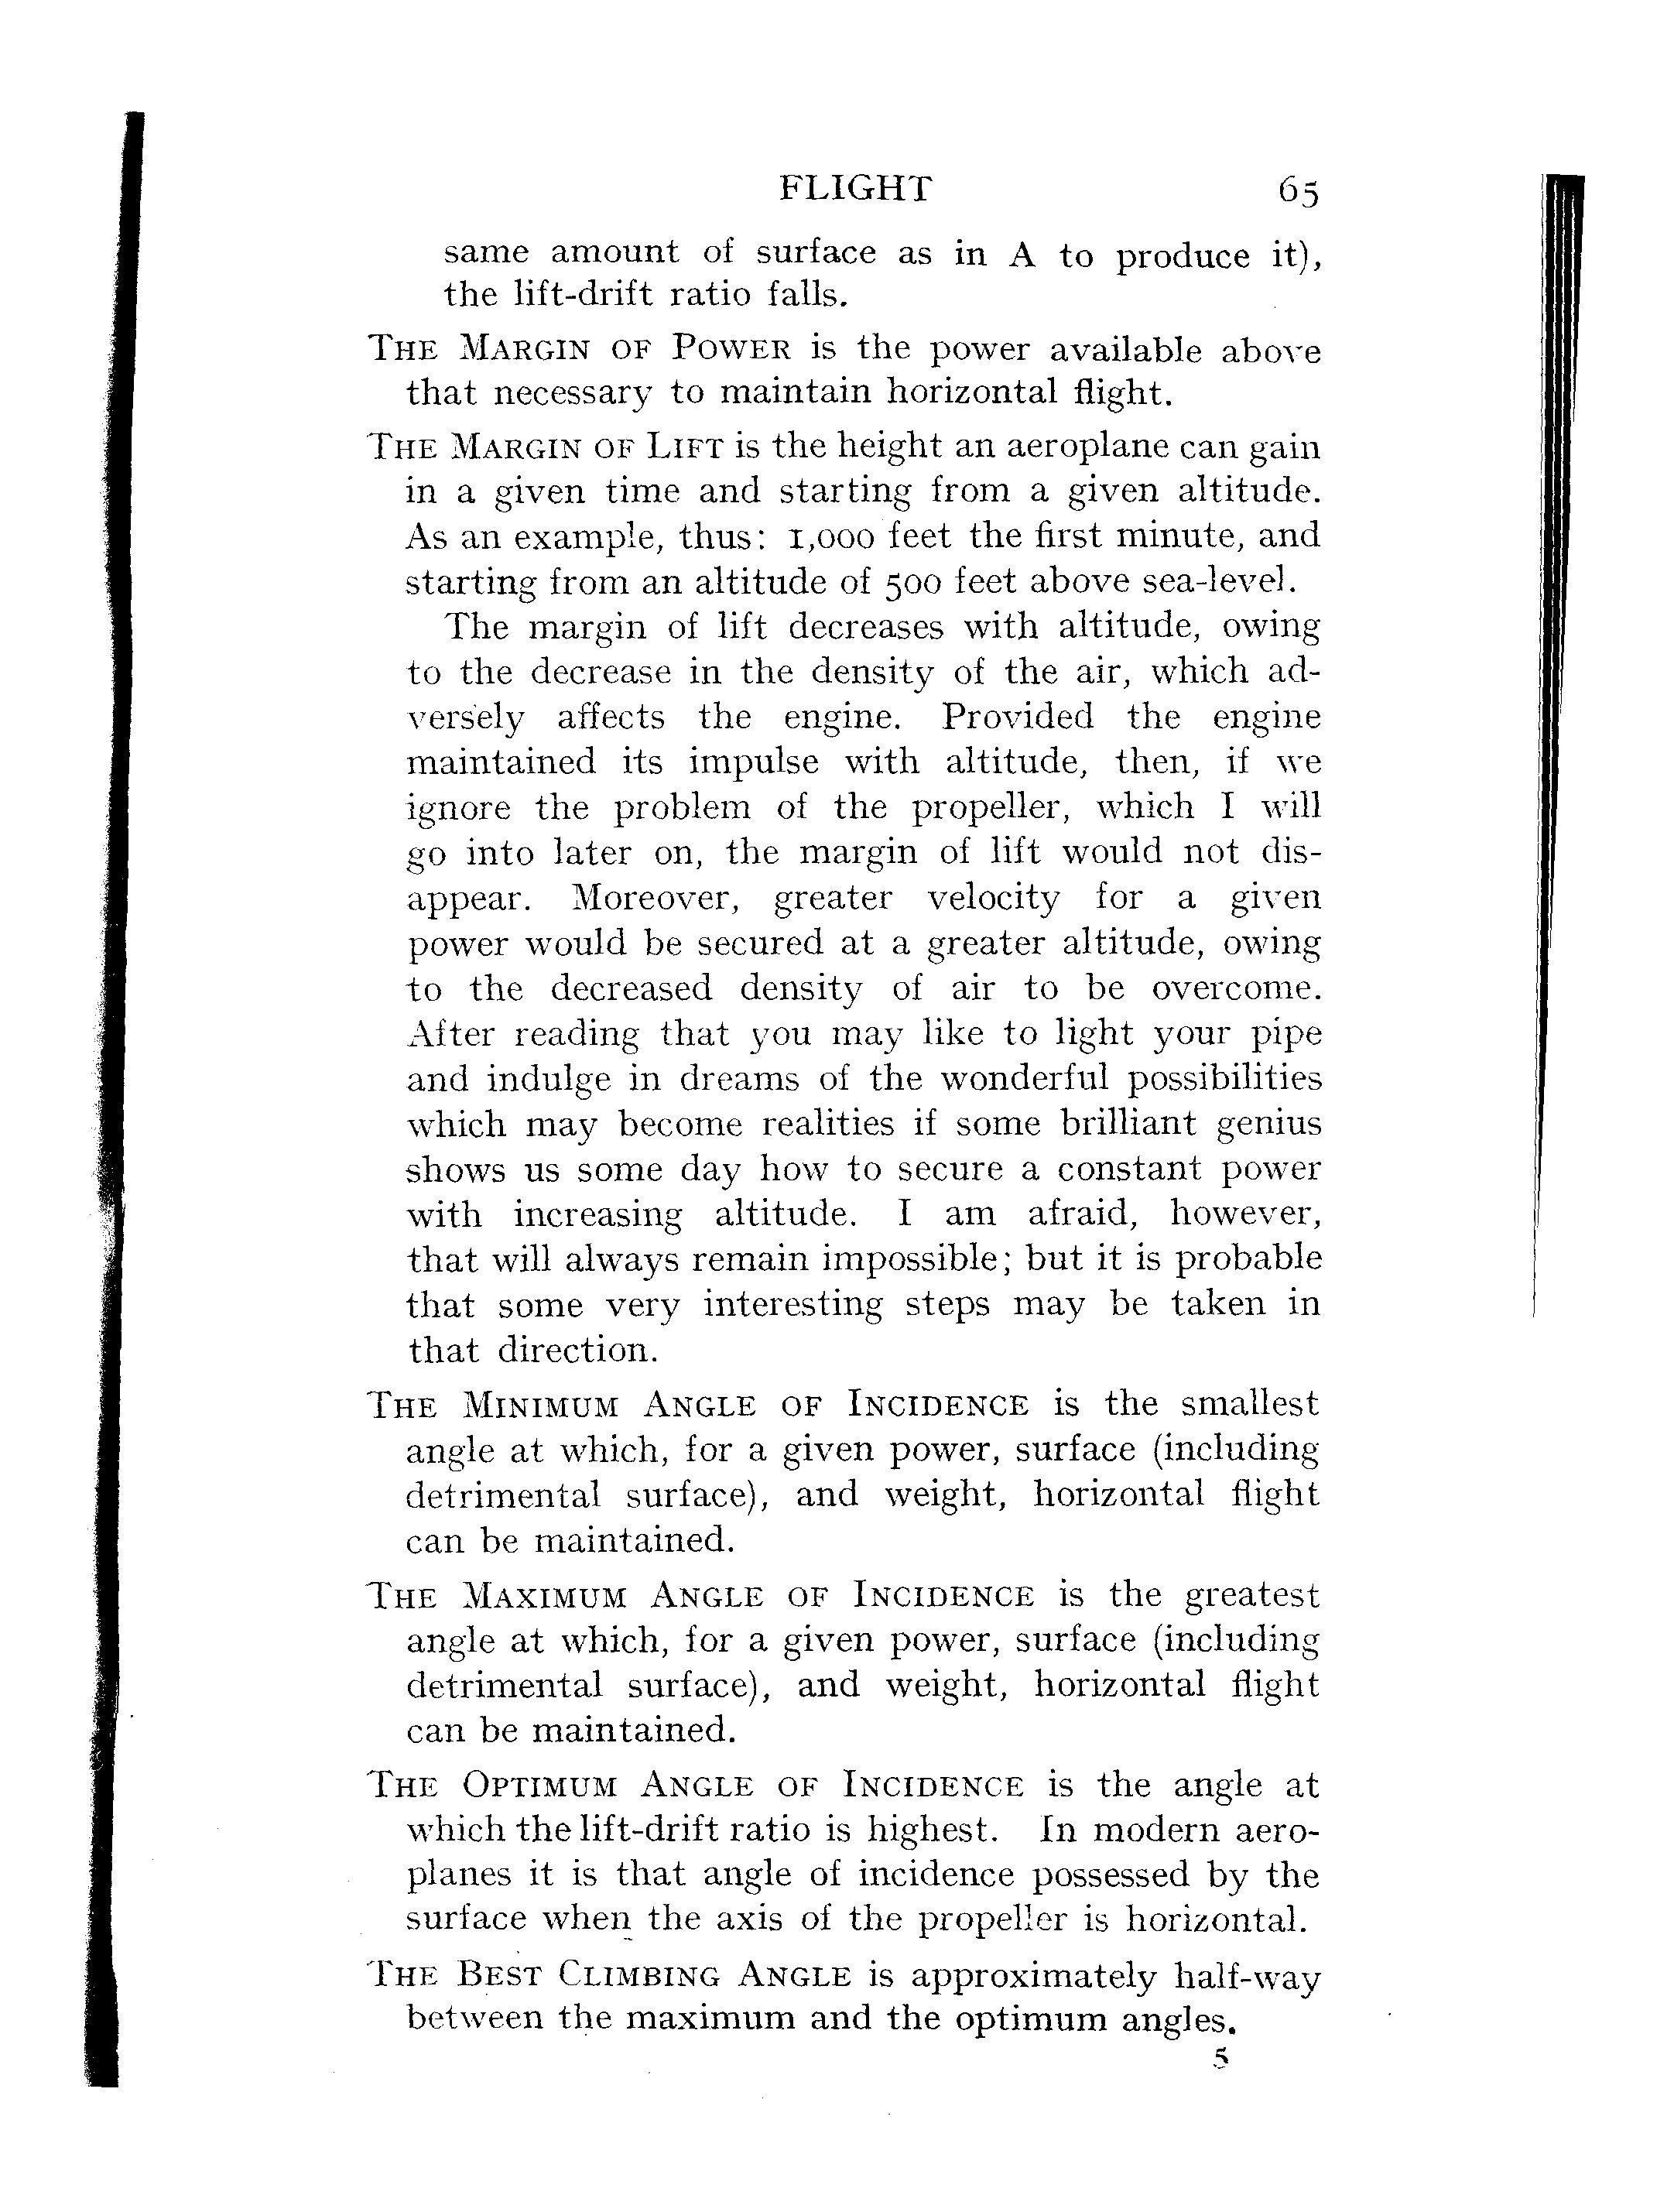 FLIGHT 65
same amount of surface as in A to produce it),
the lift-drift ratio falls.
THE MARGIN OF POWER is the power available above
that necessary to maintain horizontal flight.
THE MARGIN OF LIFT is the height an aeroplane can gain
in a given time and starting from a given altitude.
As an example, thus: 1,000 feet the first minute, and
starting from an altitude of 500 feet above sea-level.
The margin of lift decreases with altitude, owing
to the decrease in the density of the air, which ad-
versely affects the engine. Provided the engine
maintained its impulse with altitude, then, if we
ignore the problem of the propeller, which I will
go into later on, the margin of lift would not dis-
appear. Moreover, greater velocity for a given
power would be secured at a greater altitude, owing
to the decreased density of air to be overcome.
After reading that you may like to light your pipe
and indulge in dreams of the wonderful possibilities
which may become realities if some brilliant genius
shows us some day how to secure a constant power
with increasing altitude. I am afraid, however,
that will always remain impossible; but it is probable
that some very interesting steps may be taken in
that direction.
THE MINIMUM ANGLE OF INCIDENCE is the smallest
angle at which, for a given power, surface (including
detrimental surface), and weight, horizontal flight
can be maintained.
THE MAXIMUM ANGLE OF INCIDENCE is the greatest
angle at which, for a given power, surface (including
detrimental surface), and weight, horizontal flight
can be maintained.
THE OPTIMUM ANGLE OF INCIDENCE is the angle at
which the lift-drift ratio is highest. In modern aero-
planes it is that angle of incidence possessed by the
surface when the axis of the propeller is horizontal.
THE BEST CLIMBING ANGLE is approximately half-way
between the maximum and the optimum angles.
5